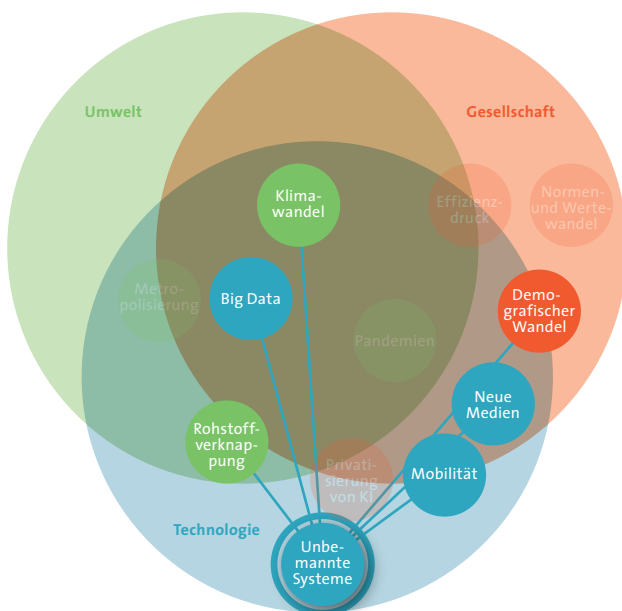 Umwelt
Gesellschaft
Klima-
wandel
Effizienz-
druck
Normen-
und Werte-
wandel
Metro-
polisierung
Big Data
Demo-
grafischer
Wandel
Pandemien
Neue
Medien
Rohstoff-
verknap-
pung
Privati-
sierung
von KI
Mobilität
Technologie
Unbe-
mannte
Systeme